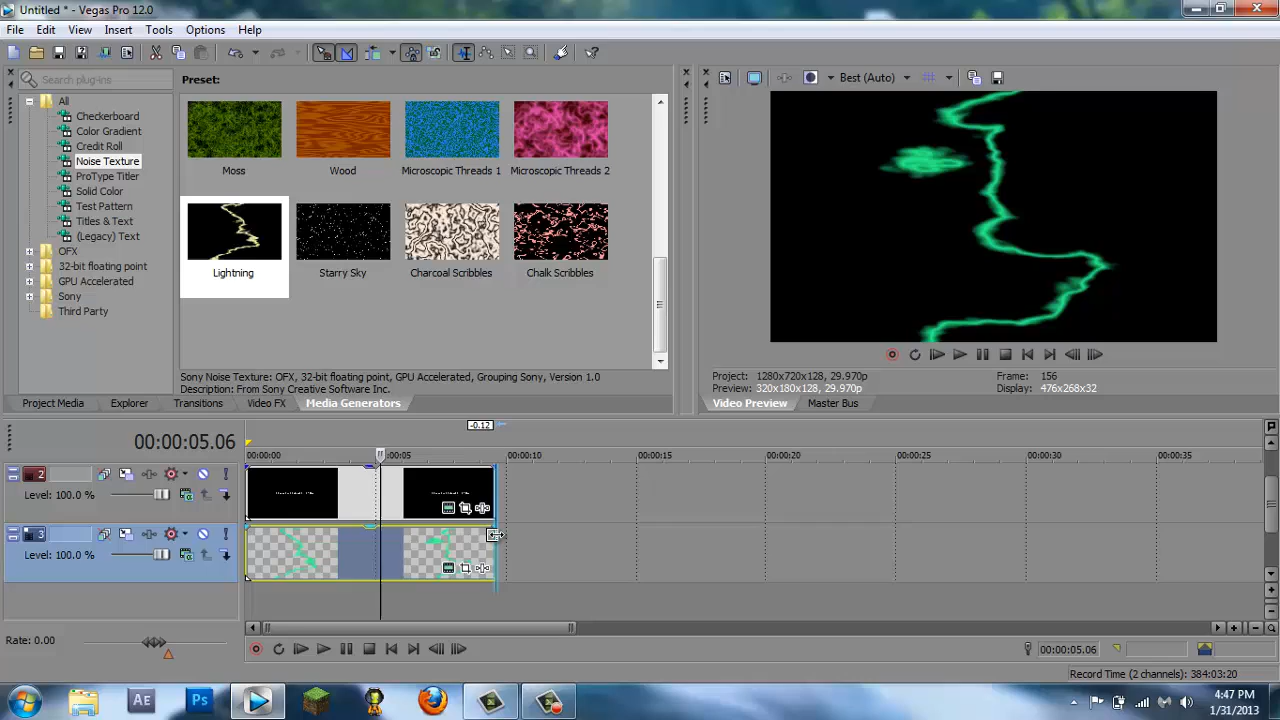 Untitled * - Vegas Pro 12.0
File Edit View Insert Tools Options Help
Search plug-ins
Preset:
Best (Auto)
All
Checkerboard
Color Gradient
Credit Roll
Noise Texture
ProType Titler
Solid Color
Test Pattern
Titles & Text
(Legacy) Text
OFX
32-bit floating point
GPU Accelerated
Sony
Third Party
Moss Wood Microscopic Threads 1 Microscopic Threads 2
Lightning Starry Sky Charcoal Scribbles Chalk Scribbles
Sony Noise Texture: OFX, 32-bit floating point, GPU Accelerated, Grouping Sony, Version 1.0
Description: From Sony Creative Software Inc.
Project: 1280x720x128, 29.970p Frame: 156
Preview: 320x180x128, 29.970p Display: 476x268x32
Project Media Explorer Transitions Video FX Media Generators
Video Preview Master Bus
-0.12
00:00:05.06
00:00:00 :00:05 00:00:10 00:00:15 00:00:20 00:00:25 00:00:30 00:00:35
2
Level: 100.0 %
3
Level: 100.0 %
Rate: 0.00
00:00:05.06
Record Time (2 channels): 384:03:20
Ae Ps
4:47 PM
1/31/2013